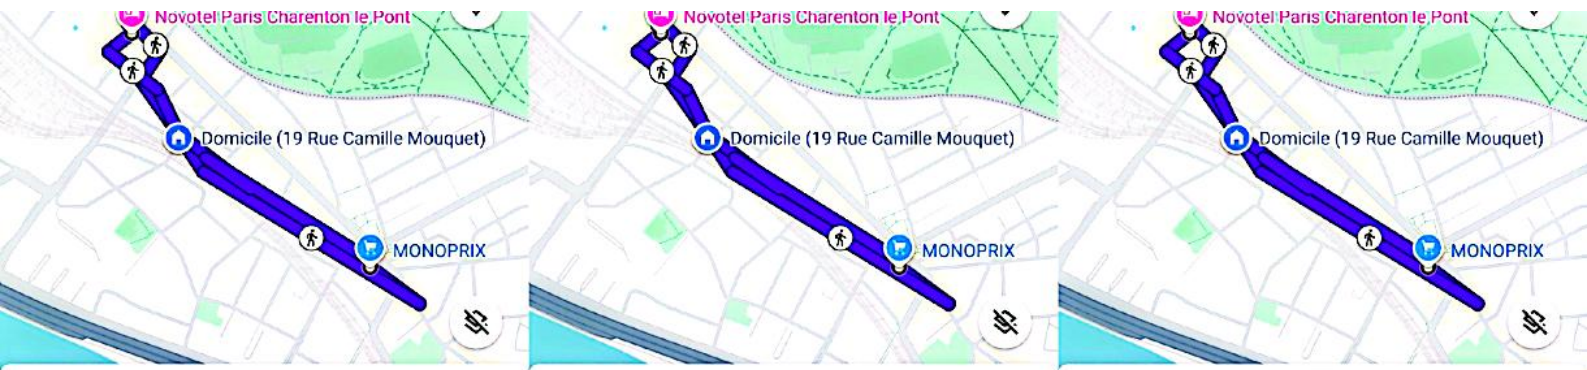 Novotel Paris Charenton le Pont
Novotel Paris Charenton le Pont
Novotel Paris Charenton le Pont
Domicile (19 Rue Camille Mouquet)
Domicile (19 Rue Camille Mouquet)
Domicile (19 Rue Camille Mouquet)
MONOPRIX
MONOPRIX
MONOPRIX